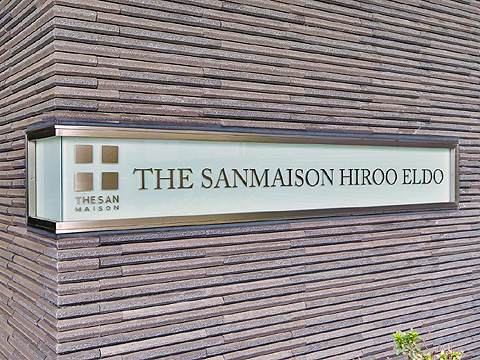 THE SAN
MAISON
THE SANMAISON HIROO ELDO